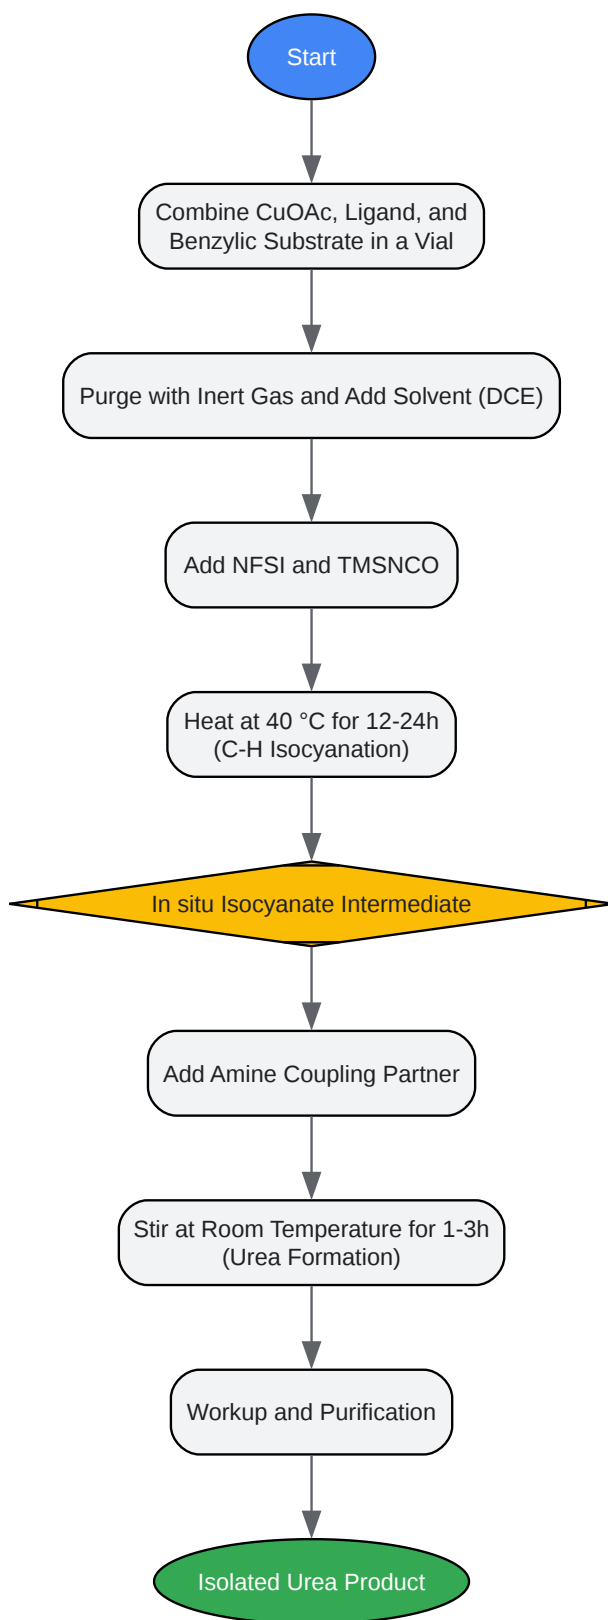 Start
Combine CuOAc, Ligand, and
Benzylic Substrate in a Vial
Purge with Inert Gas and Add Solvent (DCE)
Add NFSI and TMSNCO
Heat at 40 °C for 12-24h
(C-H Isocyanation)
In situ Isocyanate Intermediate
Add Amine Coupling Partner
Stir at Room Temperature for 1-3h
(Urea Formation)
Workup and Purification
Isolated Urea Product